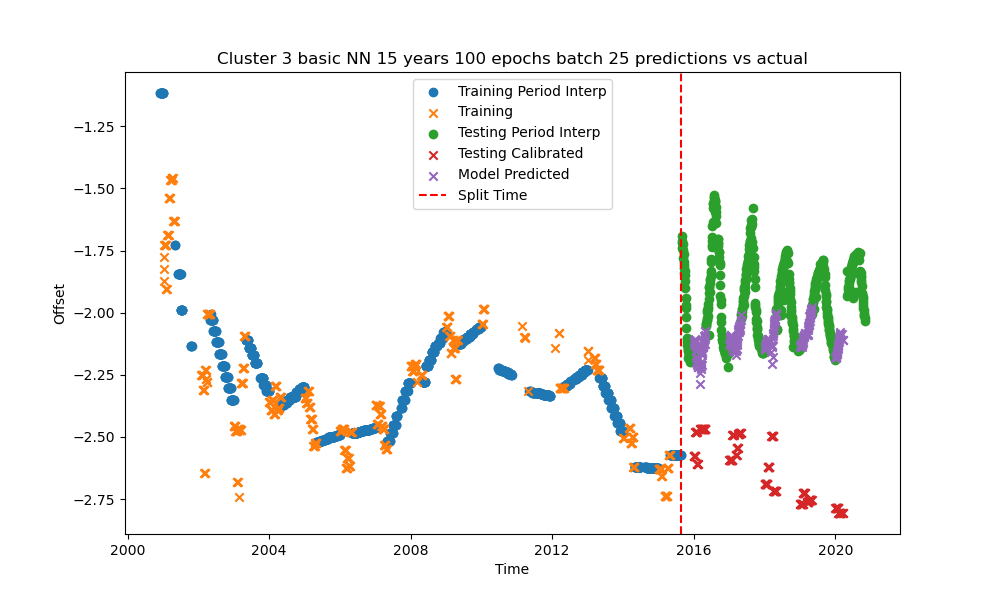 Cluster 3 basic NN 15 years 100 epochs batch 25 predictions vs actual
Training Period Interp
Training
Testing Period Interp
Testing Calibrated
Model Predicted
Split Time
Offset
−1.25
−1.50
−1.75
−2.00
−2.25
−2.50
−2.75
2000 2004 2008 2012 2016 2020
Time